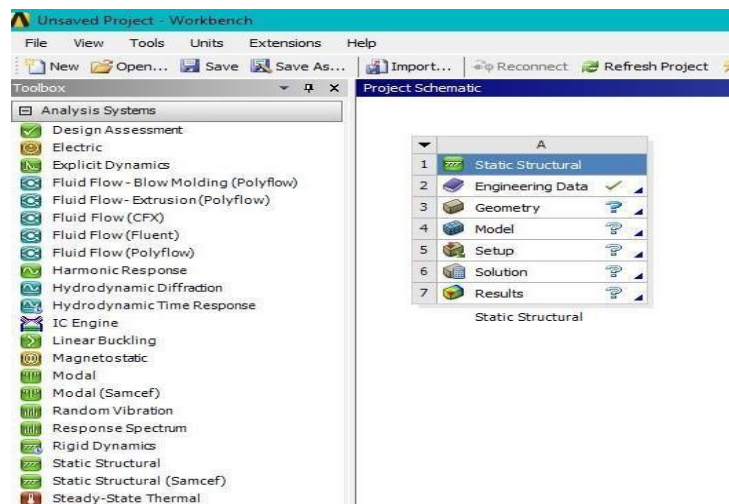 Unsaved Project - Workbench
File View Tools Units Extensions Help
New Open... Save Save As... Import... Reconnect Refresh Project
Toolbox
Project Schematic
Analysis Systems
Design Assessment
Electric
Explicit Dynamics
Fluid Flow - Blow Molding (Polyflow)
Fluid Flow - Extrusion (Polyflow)
Fluid Flow (CFX)
Fluid Flow (Fluent)
Fluid Flow (Polyflow)
Harmonic Response
Hydrodynamic Diffraction
Hydrodynamic Time Response
IC Engine
Linear Buckling
Magnetostatic
Modal
Modal (Samcef)
Random Vibration
Response Spectrum
Rigid Dynamics
Static Structural
Static Structural (Samcef)
Steady-State Thermal
A
1 Static Structural
2 Engineering Data
3 Geometry
4 Model
5 Setup
6 Solution
7 Results
Static Structural